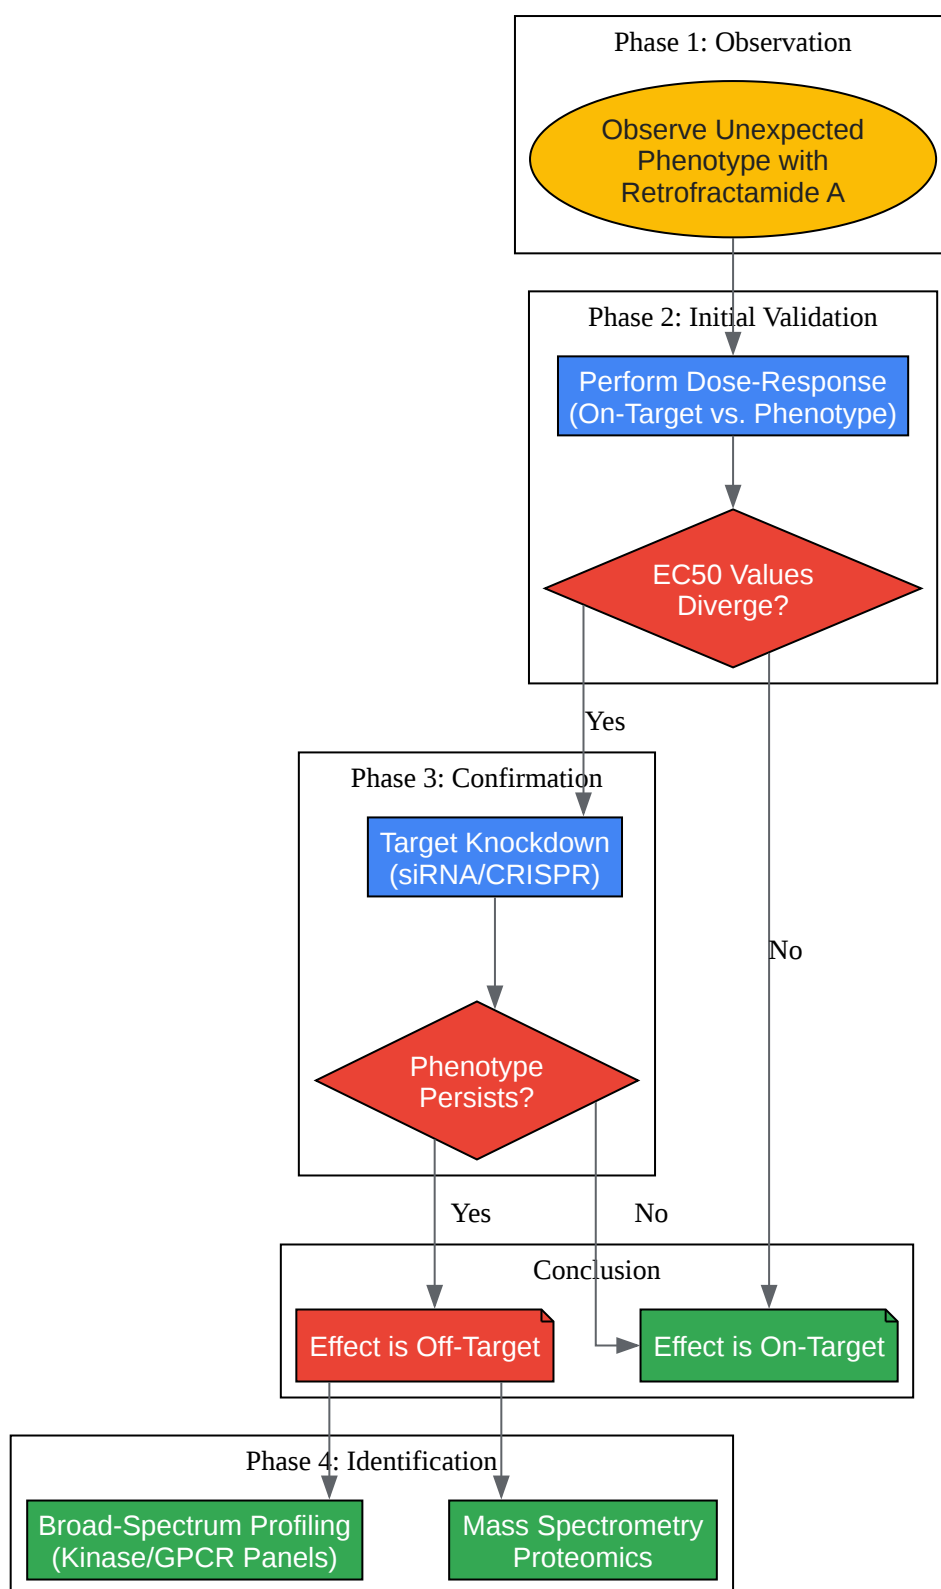 Phase 1: Observation
Observe Unexpected
Phenotype with
Retrofractamide A
Phase 2: Initial Validation
Perform Dose-Response
(On-Target vs. Phenotype)
EC50 Values
Diverge?
Yes
Phase 3: Confirmation
Target Knockdown
(siRNA/CRISPR)
No
Phenotype
Persists?
Yes
No
Conclusion
Effect is Off-Target
Effect is On-Target
Phase 4: Identification
Broad-Spectrum Profiling
(Kinase/GPCR Panels)
Mass Spectrometry
Proteomics